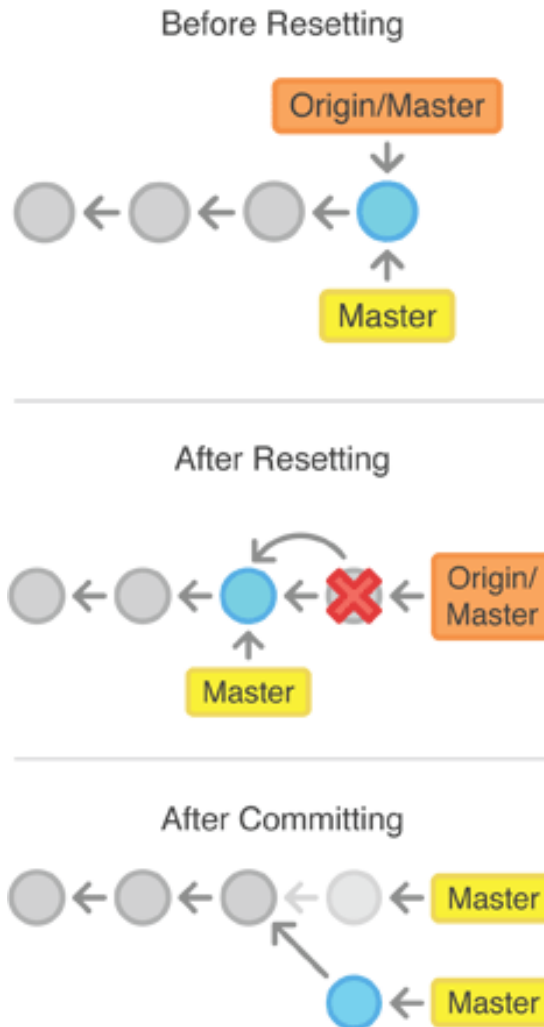 Before Resetting
Origin/Master
Master
After Resetting
Origin/
Master
Master
After Committing
Master
Master